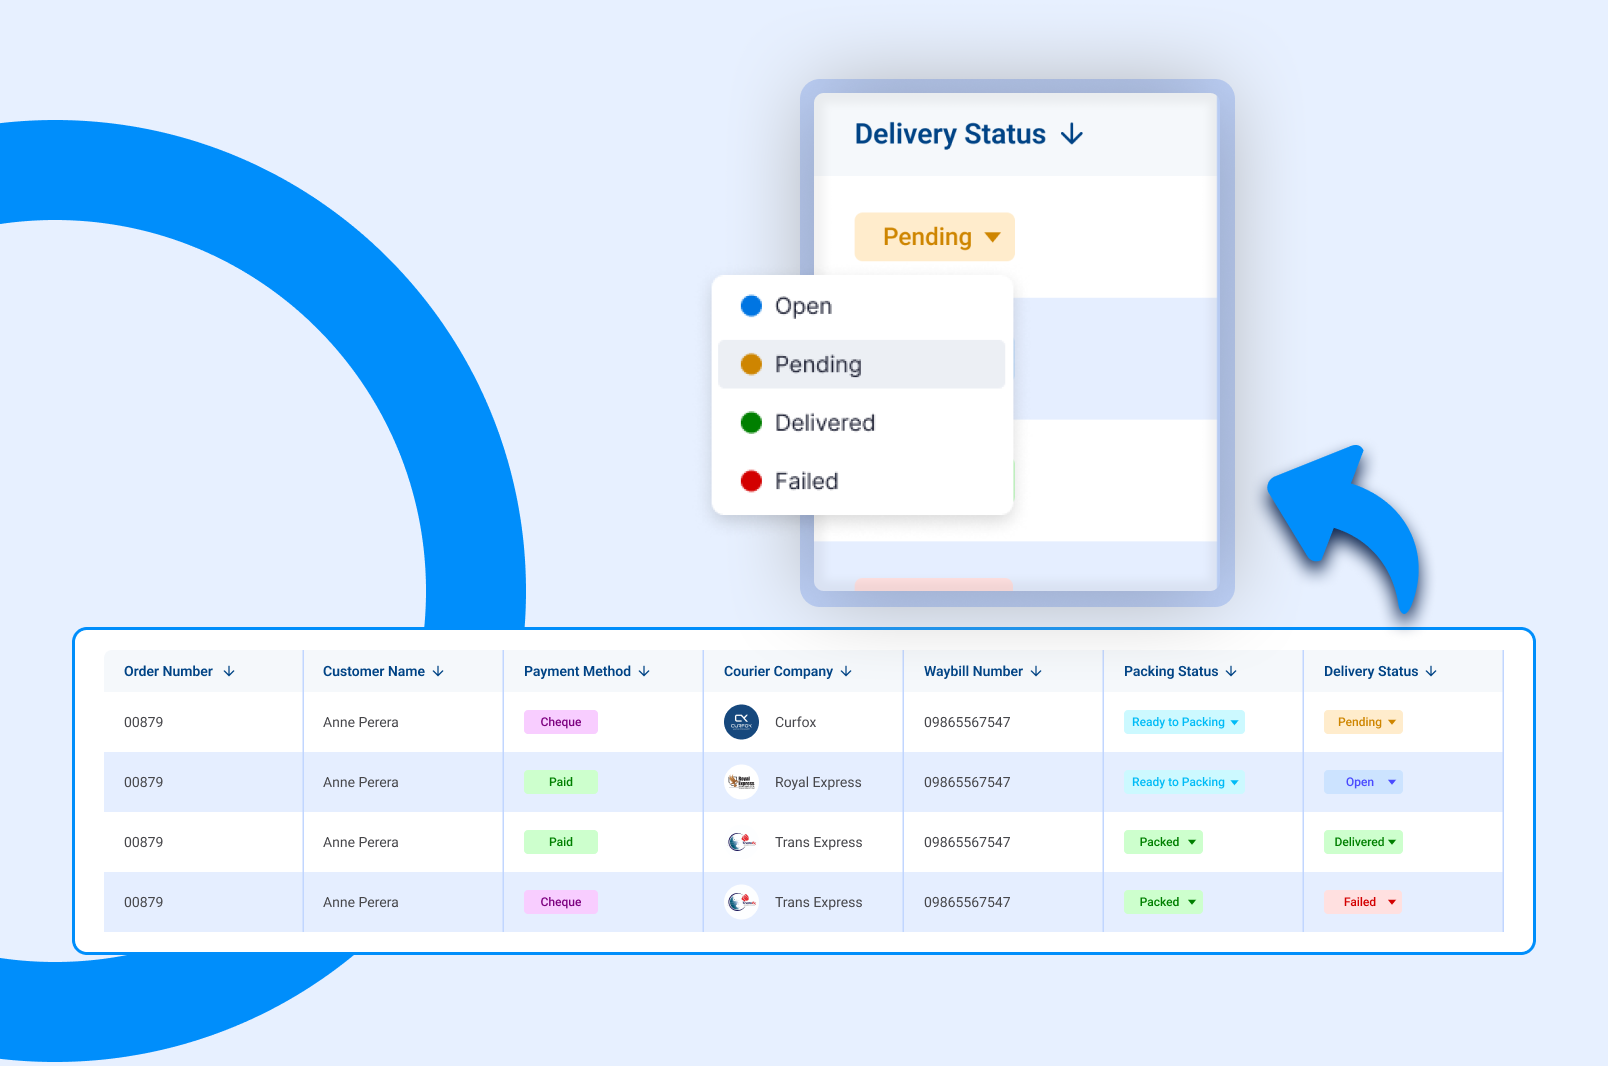 Delivery Status
Pending
Open
Pending
Delivered
Failed
Order Number Customer Name Payment Method Courier Company Waybill Number Packing Status Delivery Status
00879 Anne Perera Cheque CURFOX Curfox 09865567547 Ready to Packing Pending
00879 Anne Perera Paid Royal Express Royal Express 09865567547 Ready to Packing Open
00879 Anne Perera Paid Trans Express 09865567547 Packed Delivered
00879 Anne Perera Cheque Trans Express 09865567547 Packed Failed